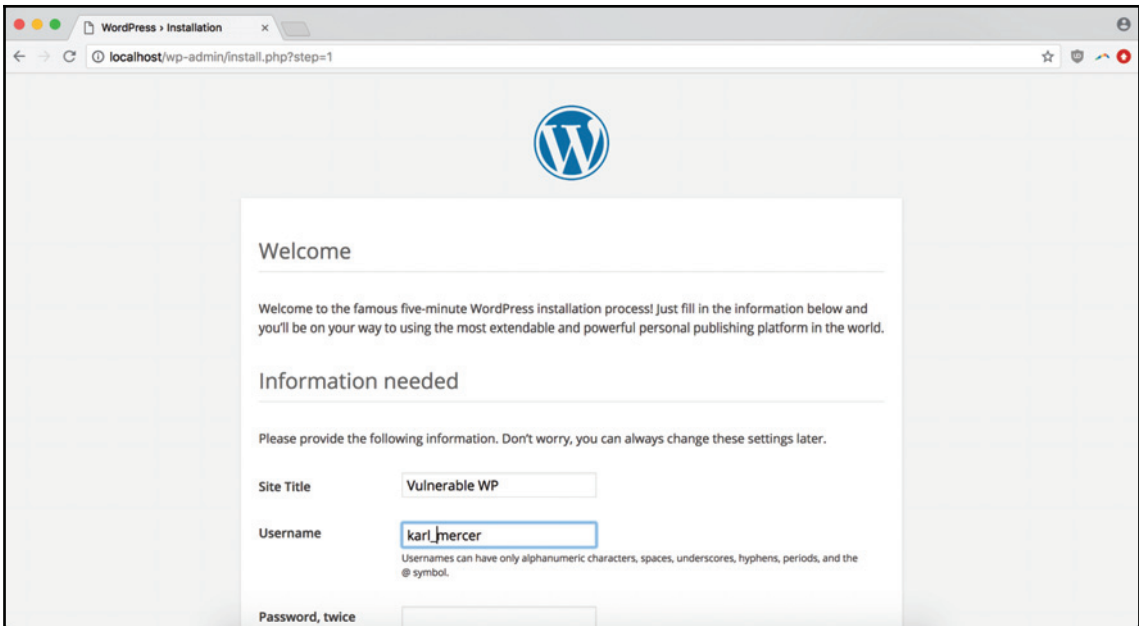 WordPress › Installation
localhost/wp-admin/install.php?step=1
Welcome
Welcome to the famous five-minute WordPress installation process! Just fill in the information below and
you'll be on your way to using the most extendable and powerful personal publishing platform in the world.
Information needed
Please provide the following information. Don't worry, you can always change these settings later.
Site Title
Vulnerable WP
Username
karl_mercer
Usernames can have only alphanumeric characters, spaces, underscores, hyphens, periods, and the
@ symbol.
Password, twice